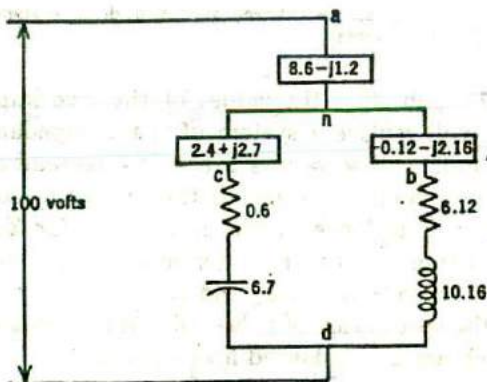 a
8.6-j1.2
n
2.4+j2.7
-0.12-j2.16
c
b
100 volts
0.6
6.12
6.7
10.16
d